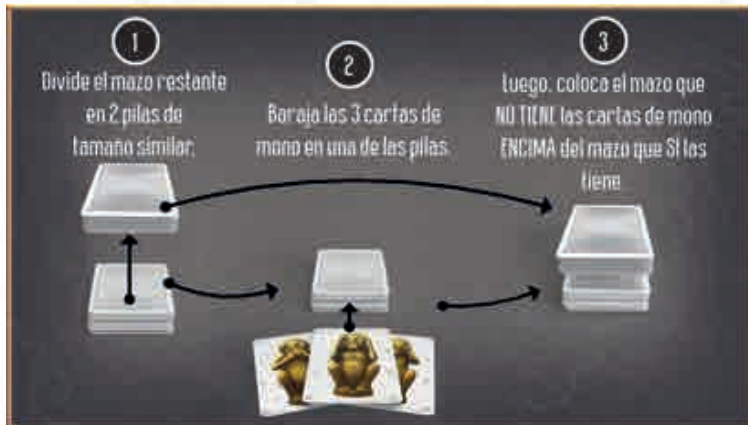 1
Divide el mazo restante
en 2 pilas de
tamaño similar.
2
Baraja las 3 cartas de
mono en una de las pilas.
3
Luego, coloca el mazo que
NO TIENE las cartas de mono
ENCIMA del mazo que SI las
tiene